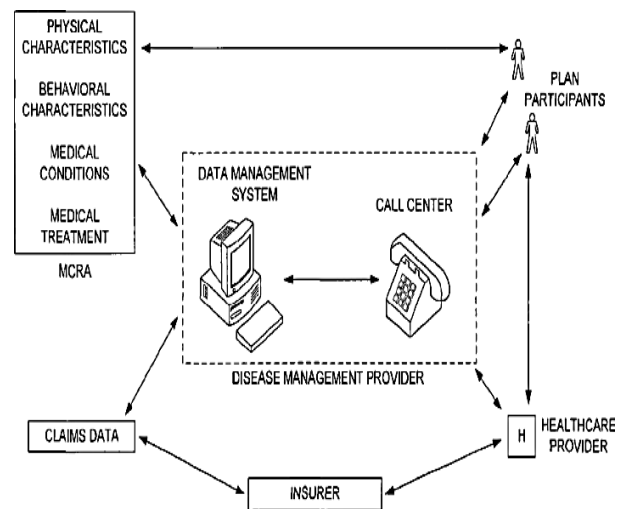 PHYSICAL
CHARACTERISTICS
BEHAVIORAL
CHARACTERISTICS
MEDICAL
CONDITIONS
MEDICAL
TREATMENT
MCRA
PLAN
PARTICIPANTS
DATA MANAGEMENT
SYSTEM
CALL CENTER
DISEASE MANAGEMENT PROVIDER
CLAIMS DATA
H
HEALTHCARE
PROVIDER
INSURER